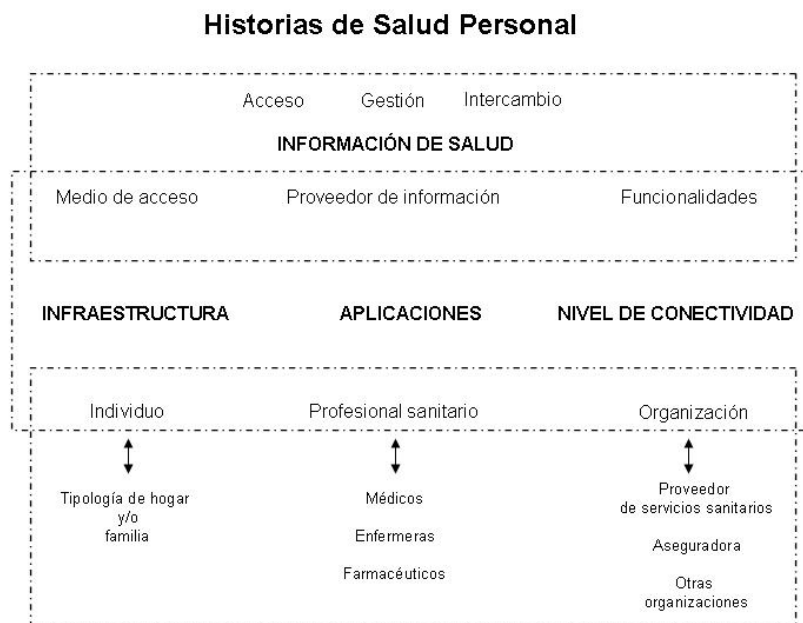 Historias de Salud Personal
Acceso Gestión Intercambio
INFORMACIÓN DE SALUD
Medio de acceso Proveedor de información Funcionalidades
INFRAESTRUCTURA APLICACIONES NIVEL DE CONECTIVIDAD
Individuo Profesional sanitario Organización
Tipología de hogar
y/o
familia
Médicos
Enfermeras
Farmacéuticos
Proveedor
de servicios sanitarios
Aseguradora
Otras
organizaciones